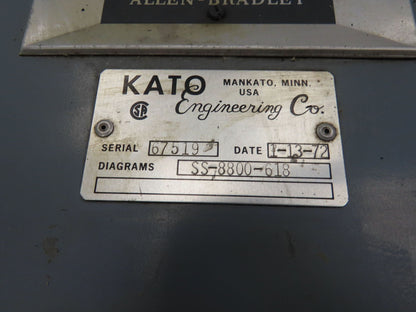 ALLEN-BRADLEY
KATO MANKATO, MINN.
USA
Engineering Co.
SERIAL 67519 DATE 1-13-72
DIAGRAMS SS-8800-618